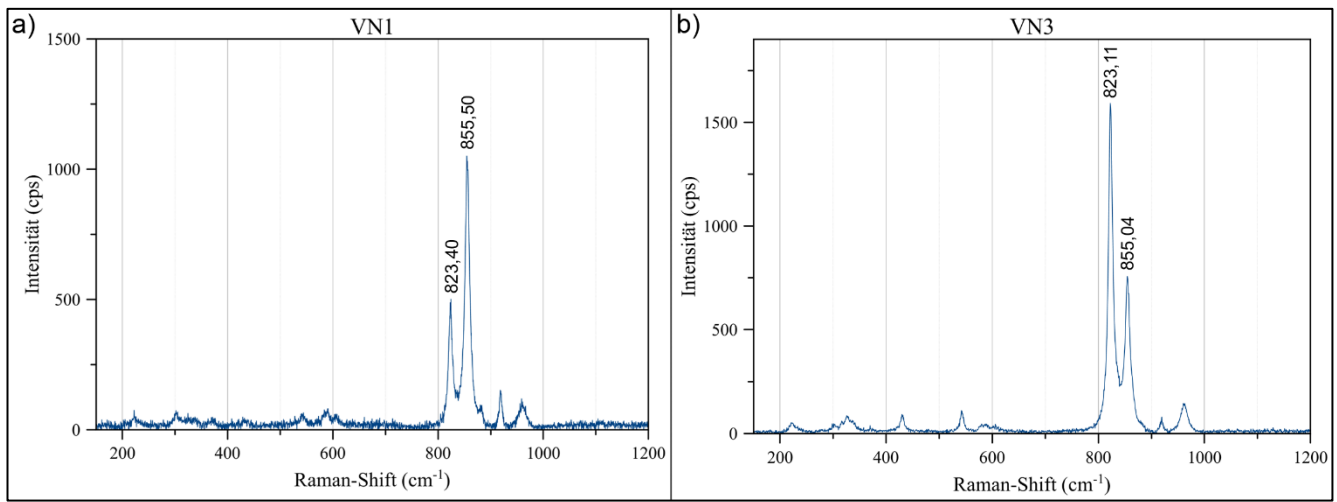 a)
VN1
1500
1000
500
0
Intensität (cps)
823,40
855,50
200 400 600 800 1000 1200
Raman-Shift (cm⁻¹)
b)
VN3
1500
1000
500
0
Intensität (cps)
823,11
855,04
200 400 600 800 1000 1200
Raman-Shift (cm⁻¹)